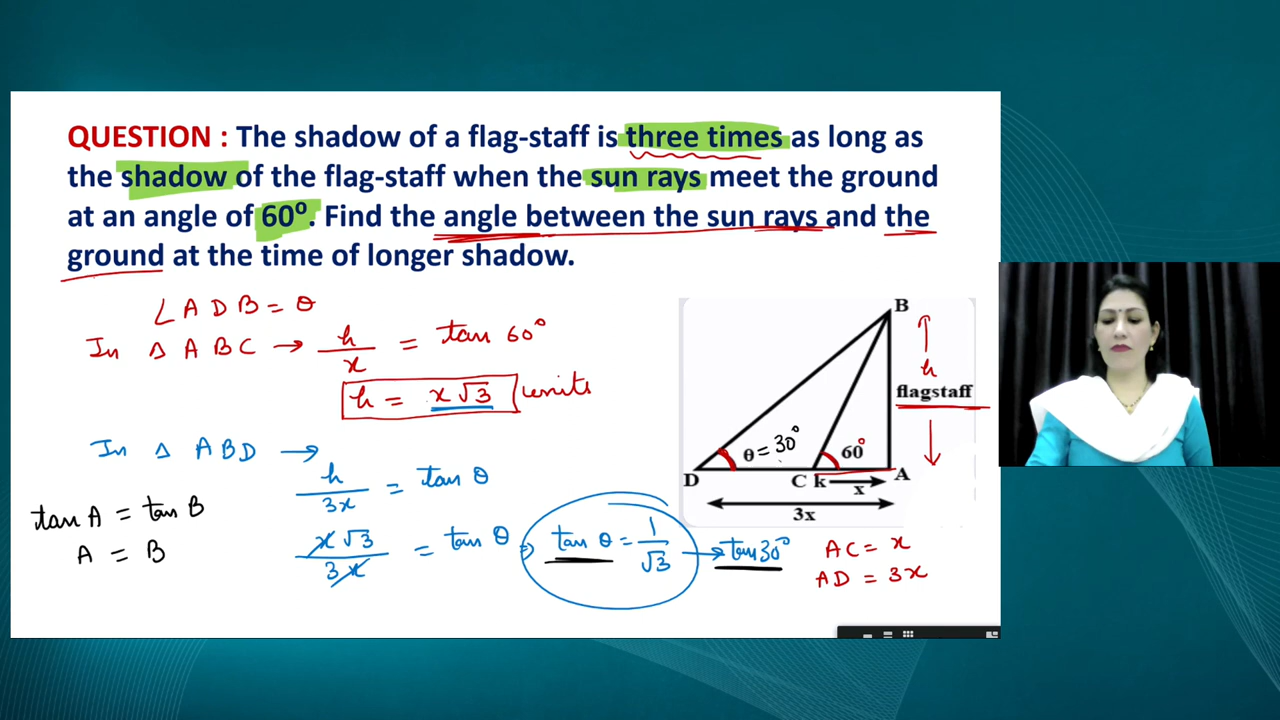 QUESTION : The shadow of a flag-staff is three times as long as
the shadow of the flag-staff when the sun rays meet the ground
at an angle of 60⁰. Find the angle between the sun rays and the
ground at the time of longer shadow.
∠ADB = θ
In Δ ABC → h/x = tan 60°
h = x√3 units
In Δ ABD →
h/3x = tan θ
x√3/3x = tan θ ⇒ tan θ = 1/√3 → tan 30°
tan A = tan B
A = B
B
h
flagstaff
θ = 30°
60°
D
C
k
x
A
3x
AC = x
AD = 3x